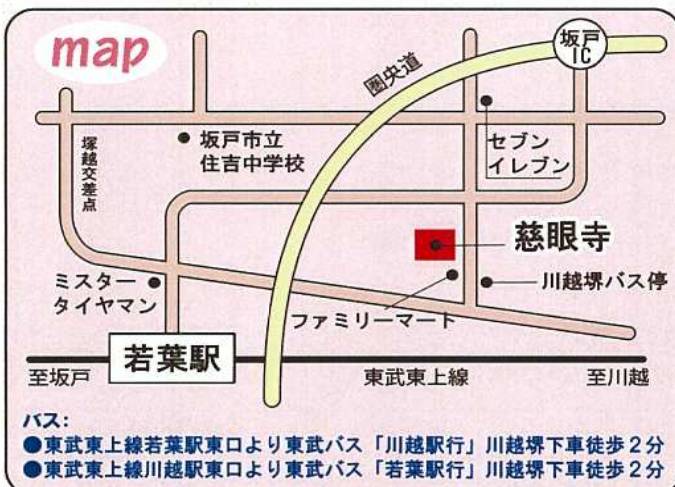 map
坂戸
IC
圏央道
塚越交差点
坂戸市立
住吉中学校
セブン
イレブン
慈眼寺
ミスター
タイヤマン
川越堺バス停
ファミリーマート
若葉駅
至坂戸
東武東上線
至川越
バス:
●東武東上線若葉駅東口より東武バス「川越駅行」川越堺下車徒歩2分
●東武東上線川越駅東口より東武バス「若葉駅行」川越堺下車徒歩2分